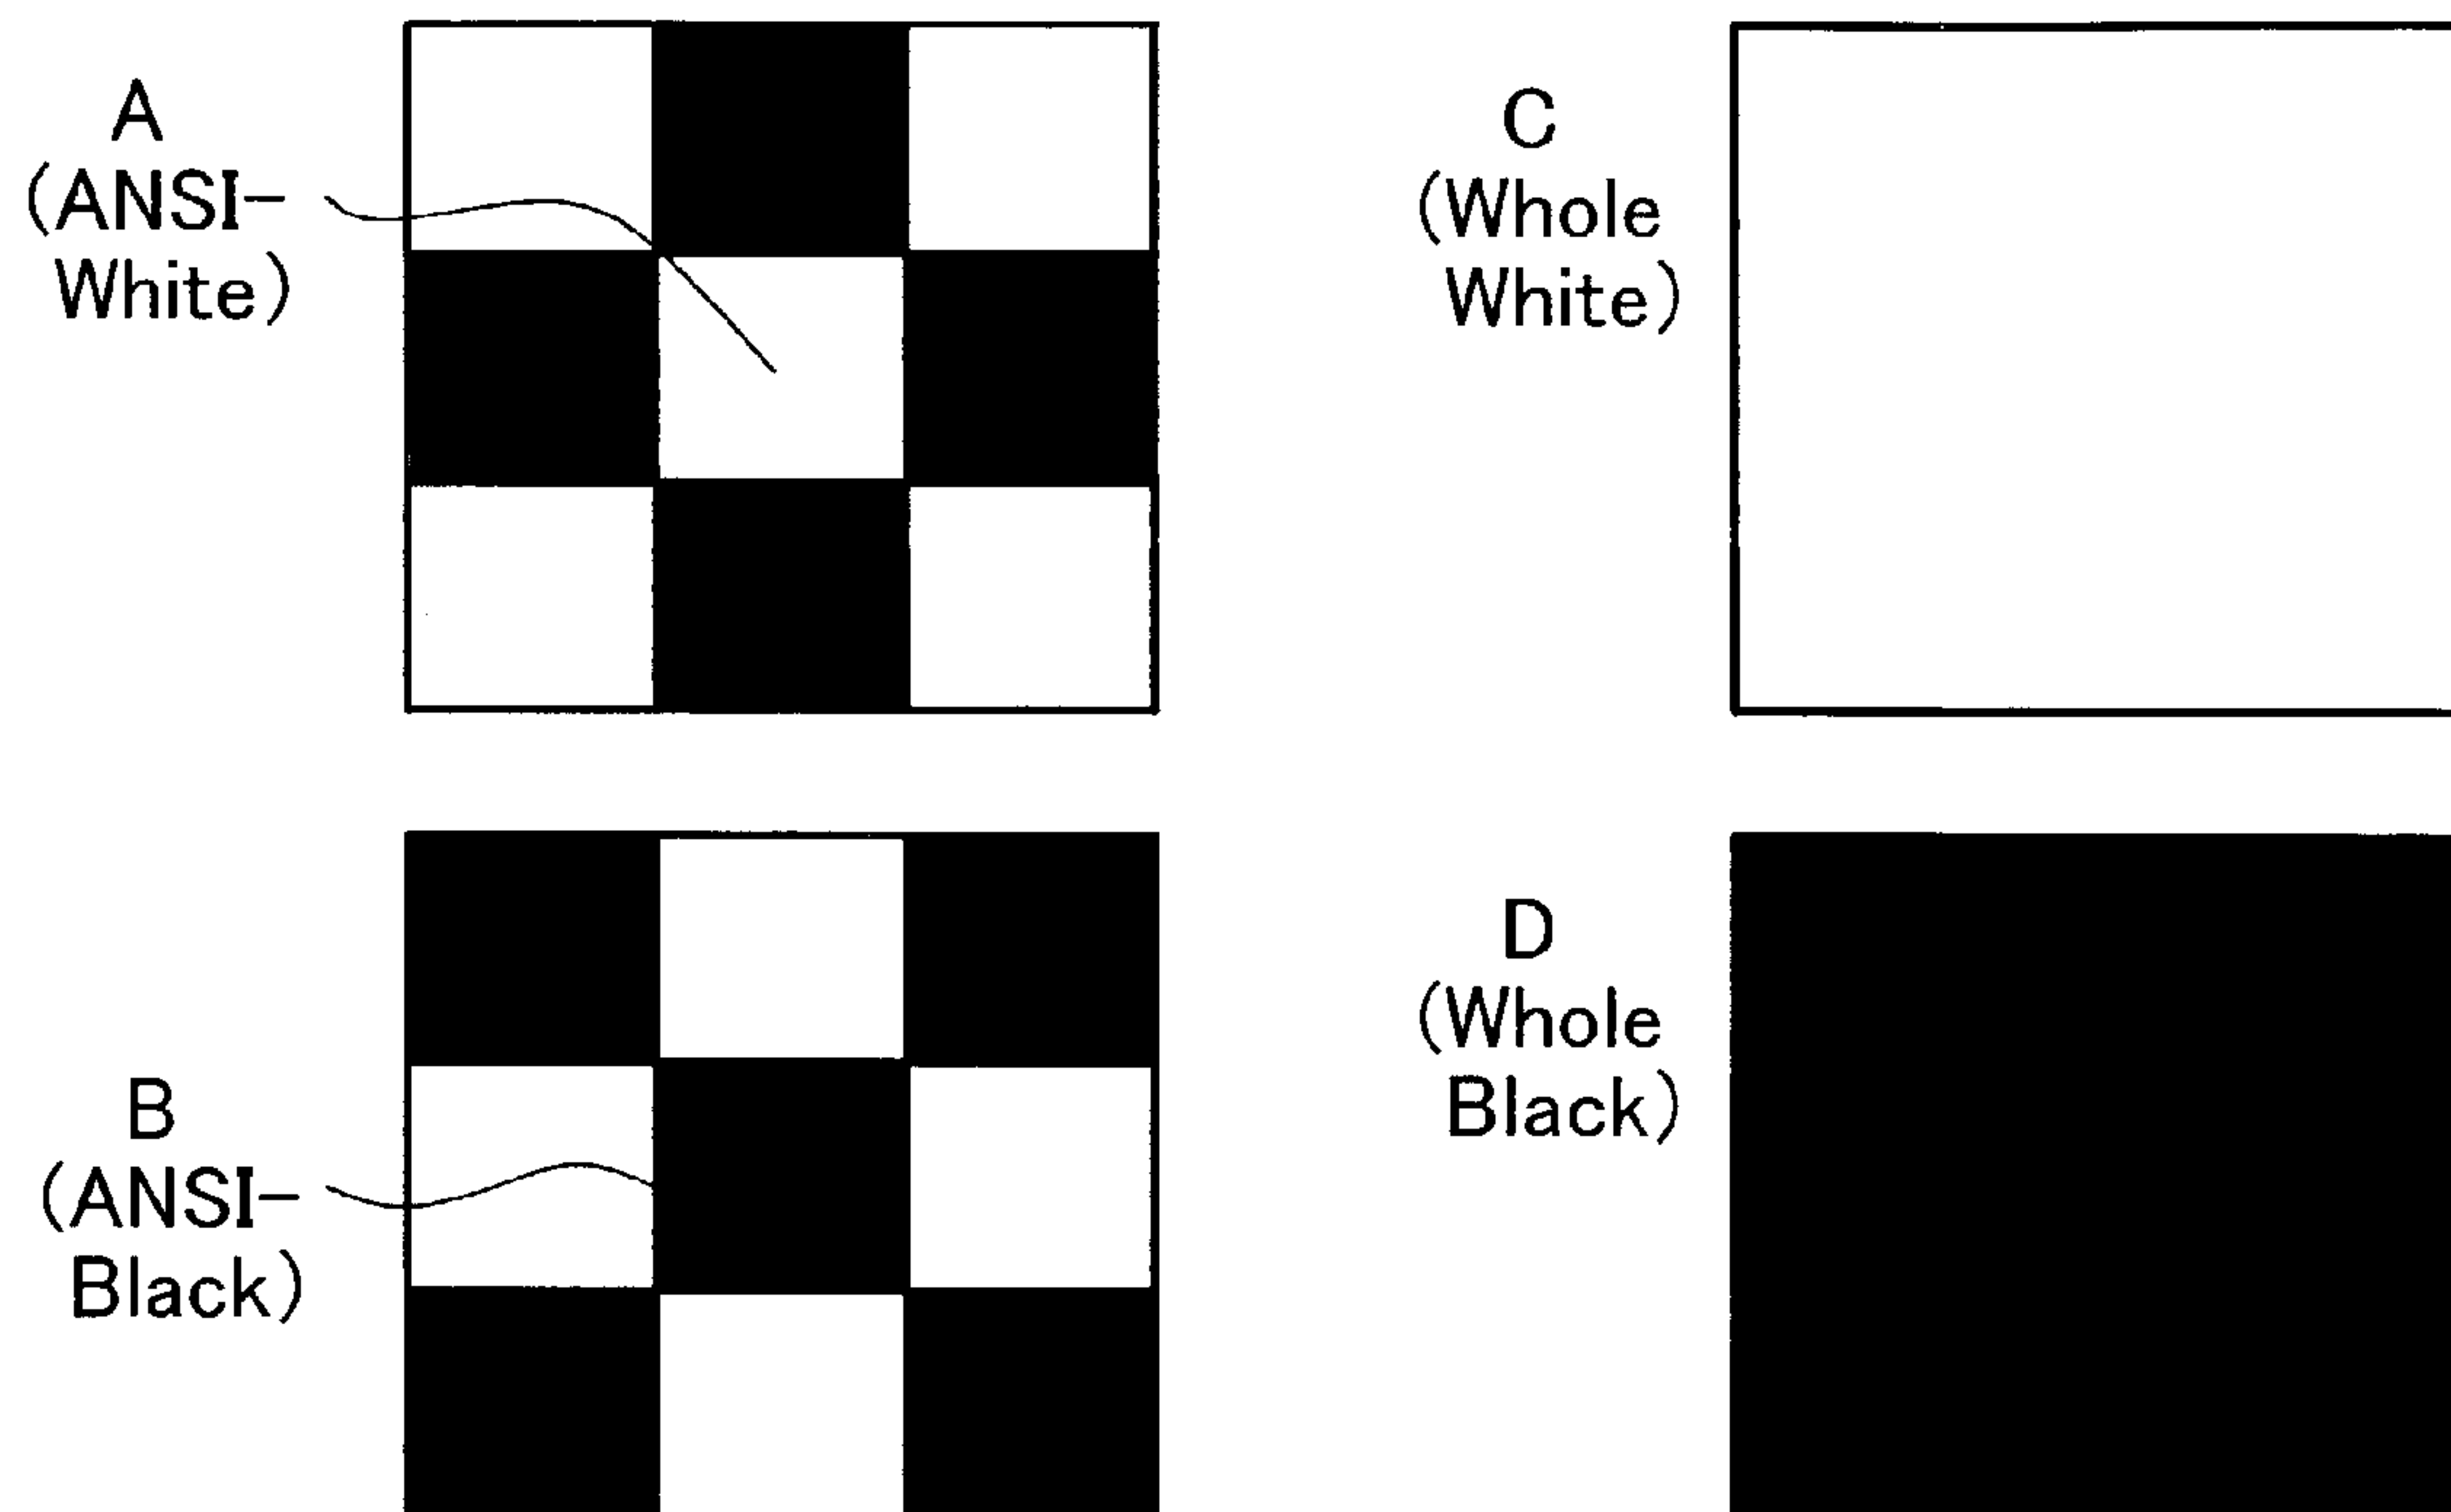 A
(ANSI-
White)
C
(Whole
White)
B
(ANSI-
Black)
D
(Whole
Black)